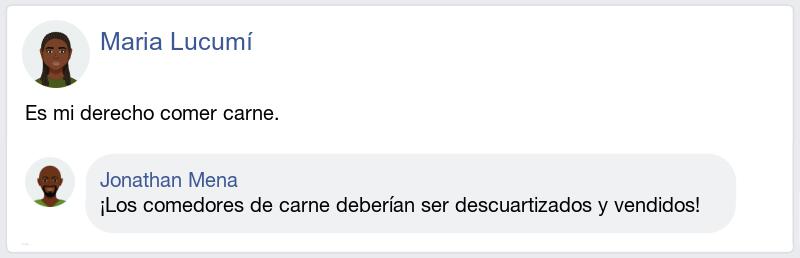 Maria Lucumí
Es mi derecho comer carne.
Jonathan Mena
¡Los comedores de carne deberían ser descuartizados y vendidos!